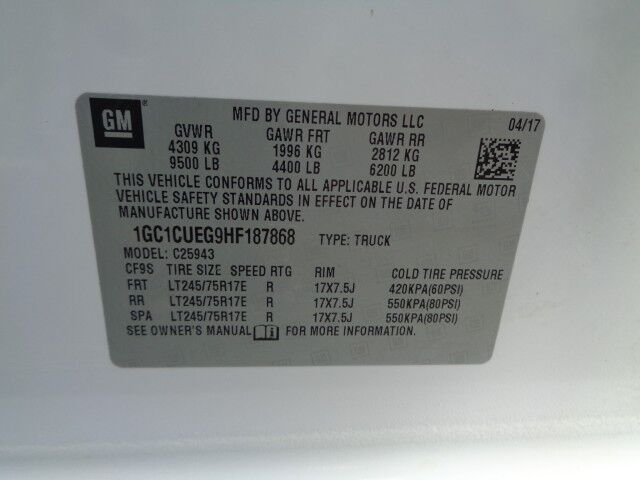 GM®
MFD BY GENERAL MOTORS LLC 04/17
GVWR GAWR FRT GAWR RR
4309 KG 1996 KG 2812 KG
9500 LB 4400 LB 6200 LB
THIS VEHICLE CONFORMS TO ALL APPLICABLE U.S. FEDERAL MOTOR
VEHICLE SAFETY STANDARDS IN EFFECT ON THE DATE OF
MANUFACTURE SHOWN ABOVE.
1GC1CUEG9HF187868 TYPE: TRUCK
MODEL: C25943
CF9S TIRE SIZE SPEED RTG RIM COLD TIRE PRESSURE
FRT LT245/75R17E R 17X7.5J 420KPA(60PSI)
RR LT245/75R17E R 17X7.5J 550KPA(80PSI)
SPA LT245/75R17E R 17X7.5J 550KPA(80PSI)
SEE OWNER'S MANUAL FOR MORE INFORMATION.